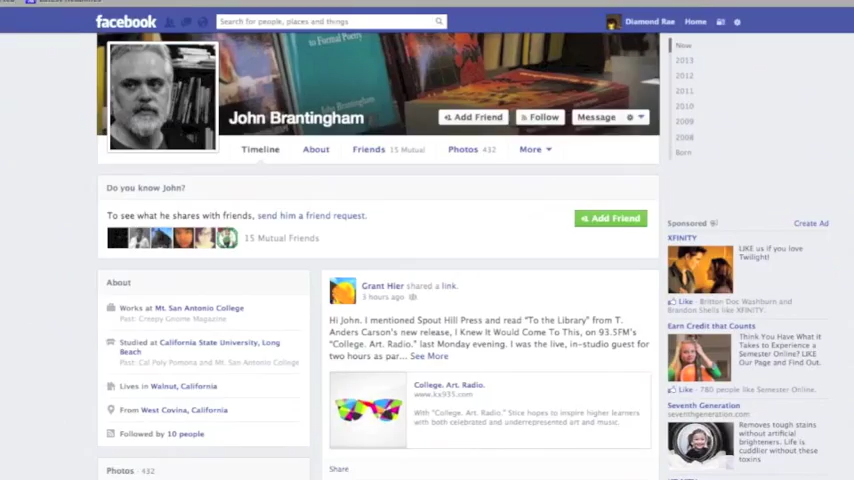 facebook
Search for people, places and things
Diamond Rae
Home
to Formal Poetry
John Brantingham
John Brantingham
Add Friend
Follow
Message
Timeline
About
Friends 15 Mutual
Photos 432
More
Now
2013
2012
2011
2010
2009
2008
Born
Do you know John?
To see what he shares with friends, send him a friend request.
Add Friend
15 Mutual Friends
About
Works at Mt. San Antonio College
Past: Creepy Gnome Magazine
Studied at California State University, Long
Beach
Past: Cal Poly Pomona and Mt. San Antonio College
Lives in Walnut, California
From West Covina, California
Followed by 10 people
Photos · 432
Grant Hier shared a link.
3 hours ago
Hi John. I mentioned Spout Hill Press and read "To the Library" from T.
Anders Carson's new release, I Knew It Would Come To This, on 93.5FM's
"College. Art. Radio." last Monday evening. I was the live, in-studio guest for
two hours as par... See More
College. Art. Radio.
www.kx935.com
With "College. Art. Radio." Stice hopes to inspire higher learners
with both celebrated and underrepresented art and music.
Share
Sponsored
Create Ad
XFINITY
LIKE us if you love
Twilight!
Like · Britton Doc Washburn and
Brandon Shella like XFINITY.
Earn Credit that Counts
Think You Have What it
Takes to Experience a
Semester Online? LIKE
Our Page and Find Out.
Like · 780 people like Semester Online.
Seventh Generation
seventhgeneration.com
Removes tough stains
without artificial
brighteners. Life is
cuddlier without these
toxins